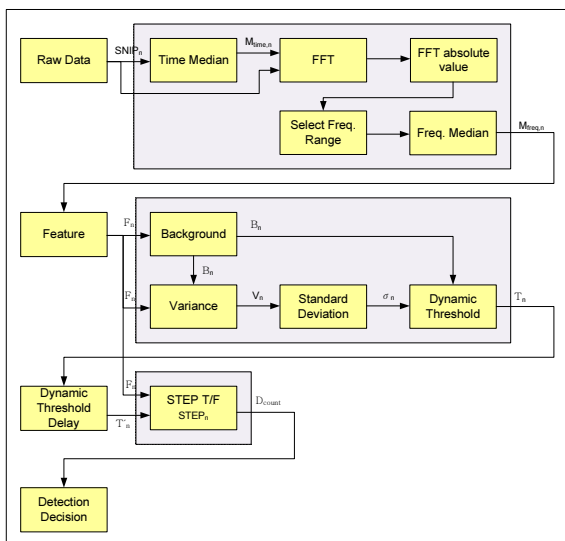 SNIPn
Mtime,n
Raw Data
Time Median
FFT
FFT absolute
value
Select Freq.
Range
Freq. Median
Mfreq,n
Feature
Fn
Background
Bn
Bn
Fn
Variance
Vn
Standard
Deviation
σn
Dynamic
Threshold
Tn
Dynamic
Threshold
Delay
Fn
T'n
STEP T/F
STEPn
Dcount
Detection
Decision